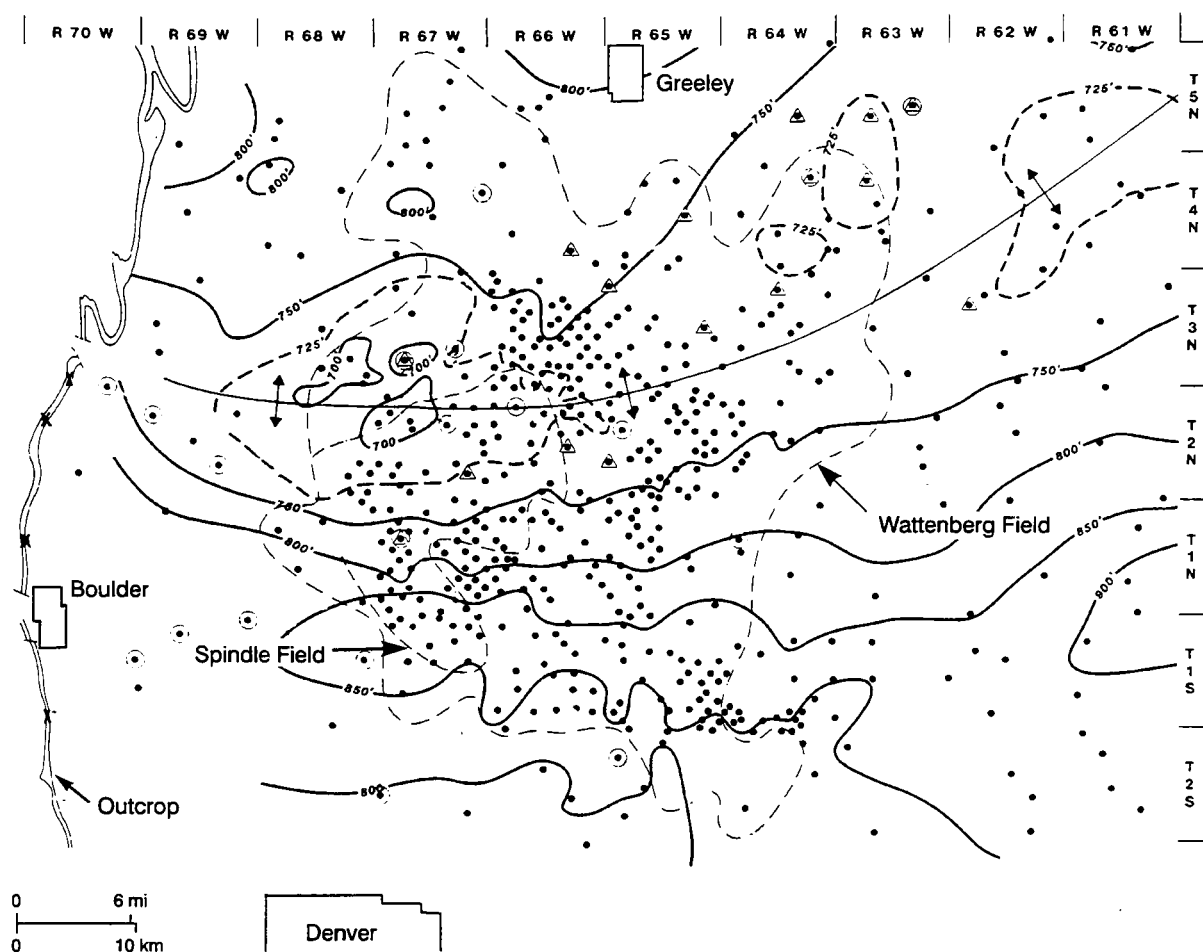 R 70 W R 69 W R 68 W R 67 W R 66 W R 65 W R 64 W R 63 W R 62 W R 61 W
750'
800'
Greeley
T 5 N
725'
725'
750'
800'
800'
800'
T 4 N
725'
750'
T 3 N
725'
700'
700'
750'
700
T 2 N
800'
750'
Wattenberg Field
850'
800'
T 1 N
900'
Boulder
Spindle Field
T 1 S
850'
T 2 S
800'
Outcrop
0 6 mi
0 10 km
Denver